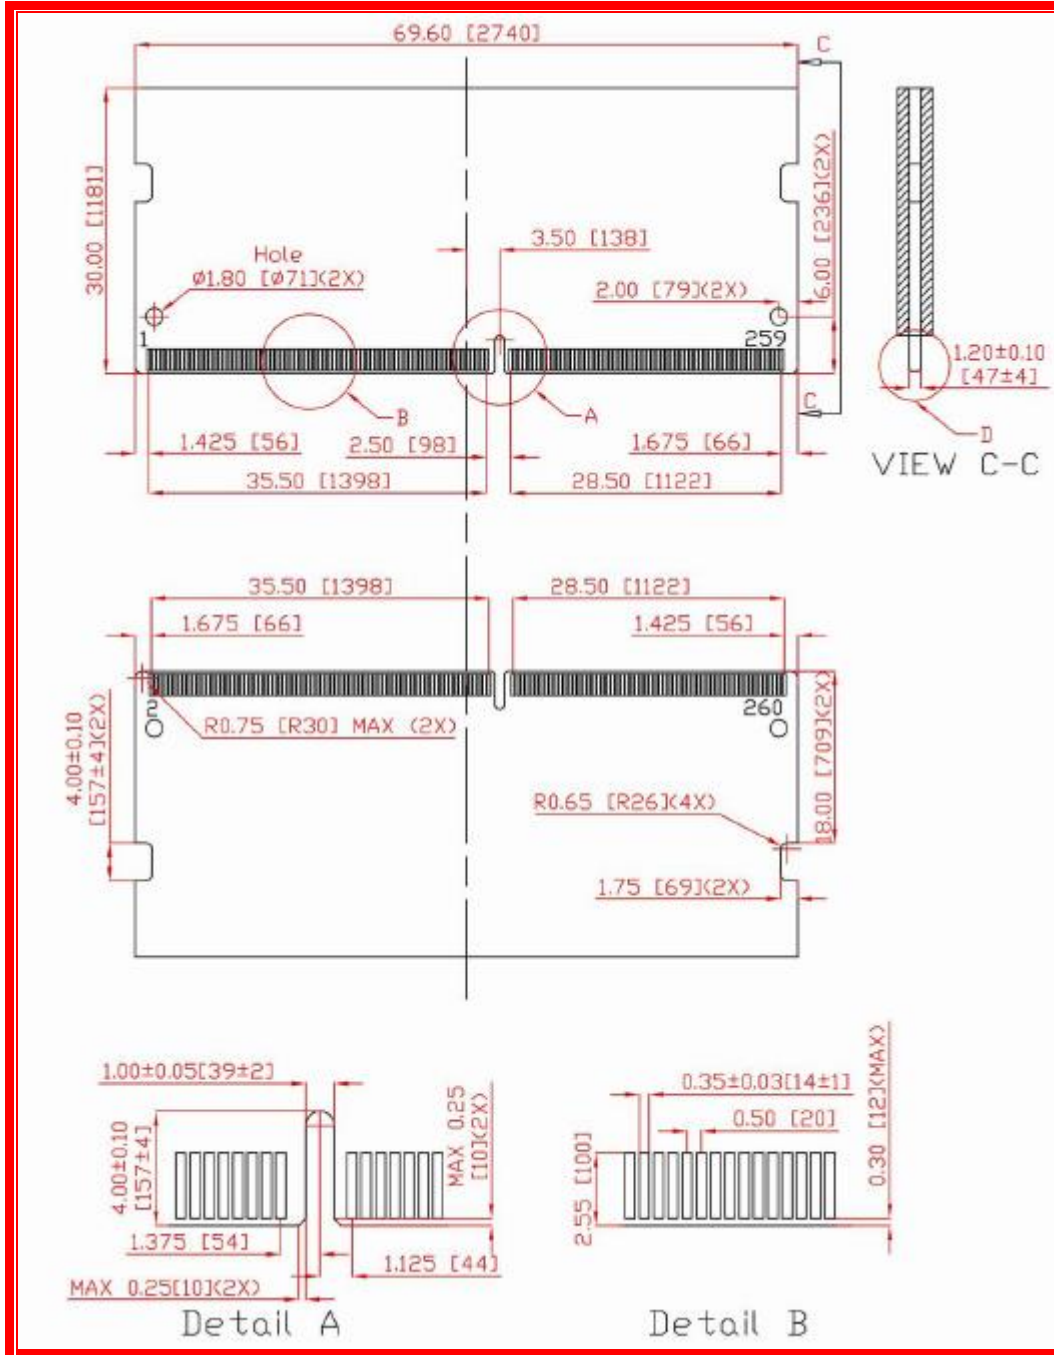 69.60 [2740]
C
30.00 [1181]
6.00 [236](2X)
3.50 [138]
Hole
Ø1.80 [Ø71](2X)
2.00 [79](2X)
1
259
1.20±0.10
[47±4]
B
A
C
D
1.425 [56]
2.50 [98]
1.675 [66]
VIEW C-C
35.50 [1398]
28.50 [1122]
35.50 [1398]
28.50 [1122]
1.675 [66]
1.425 [56]
2
260
R0.75 [R30] MAX (2X)
4.00±0.10
[157±4](2X)
18.00 [709](2X)
R0.65 [R26](4X)
1.75 [69](2X)
1.00±0.05[39±2]
4.00±0.10
[157±4]
MAX 0.25
[10](2X)
0.35±0.03[14±1]
0.50 [20]
0.30 [12](MAX)
2.55 [100]
1.375 [54]
1.125 [44]
MAX 0.25[10](2X)
Detail A
Detail B